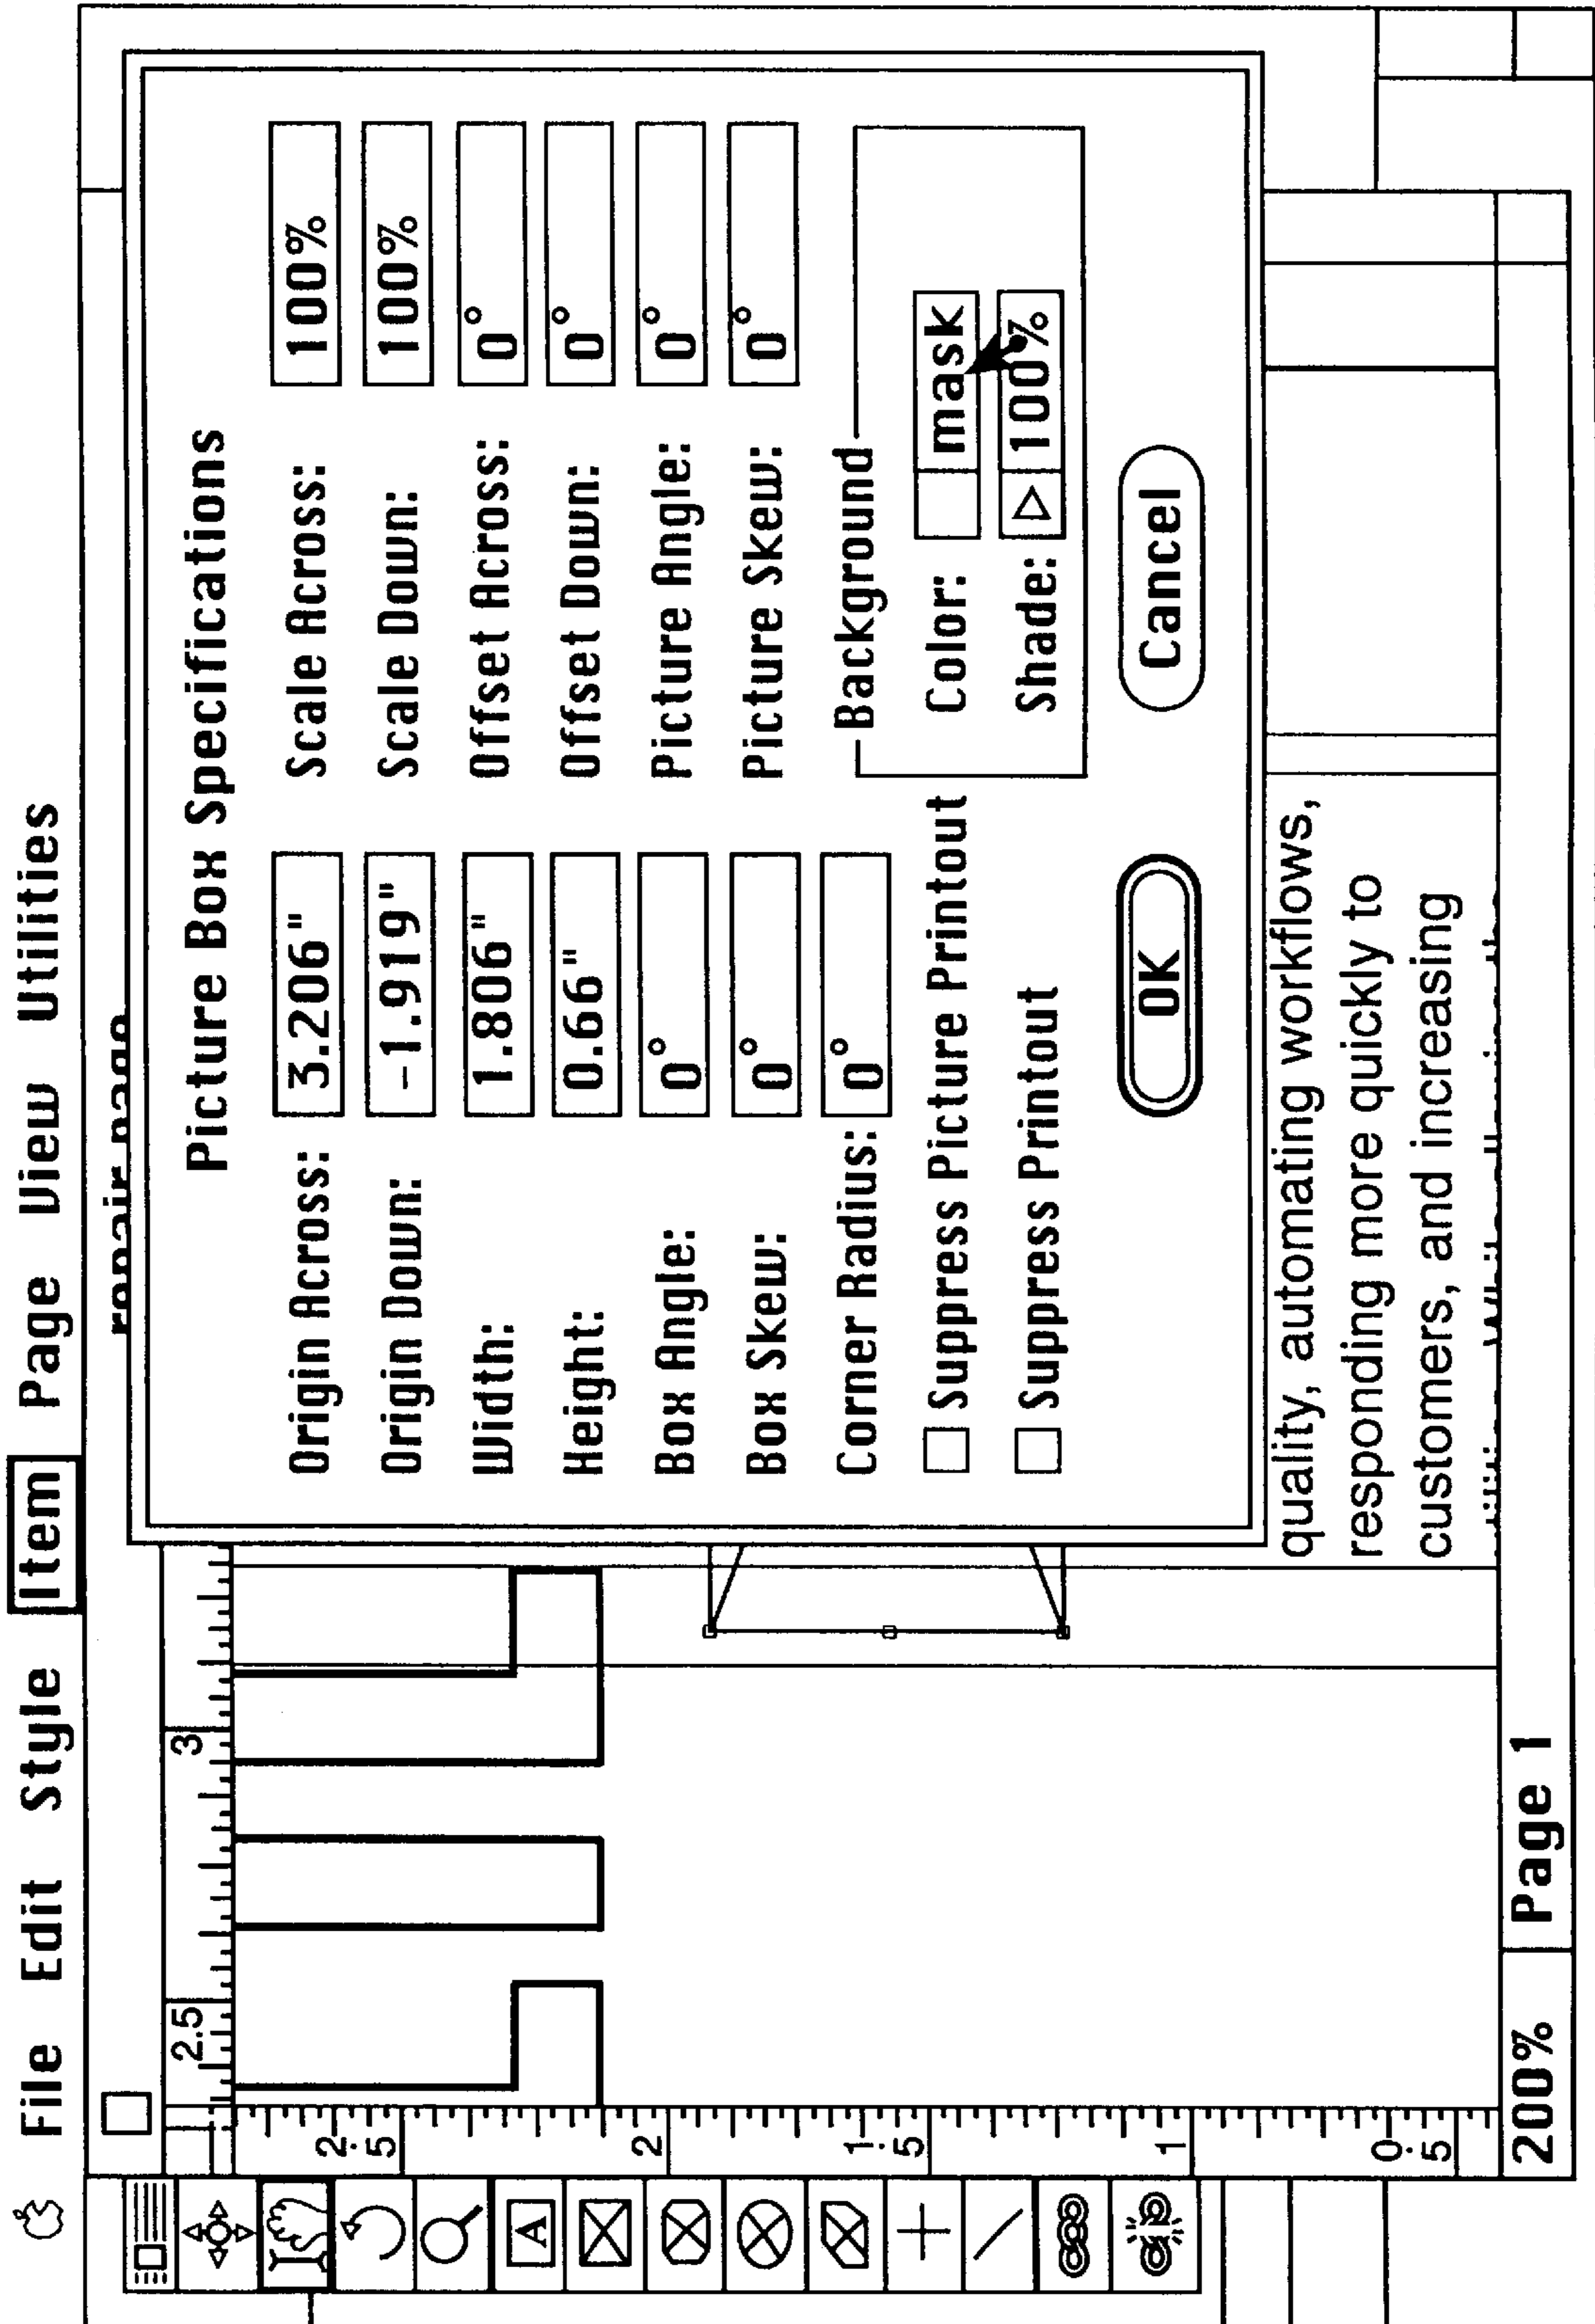 File Edit Style Item Page View Utilities
repair page
2.5 3
2.5
2
1.5
1
0.5
A
Picture Box Specifications
Origin Across: 3.206"
Origin Down: -1.919"
Width: 1.806"
Height: 0.66"
Box Angle: 0°
Box Skew: 0°
Corner Radius: 0°
Suppress Picture Printout
Suppress Printout
Scale Across: 100%
Scale Down: 100%
Offset Across: 0°
Offset Down: 0°
Picture Angle: 0°
Picture Skew: 0°
Background
Color: mask
Shade: 100%
OK Cancel
quality, automating workflows,
responding more quickly to
customers, and increasing
200% Page 1